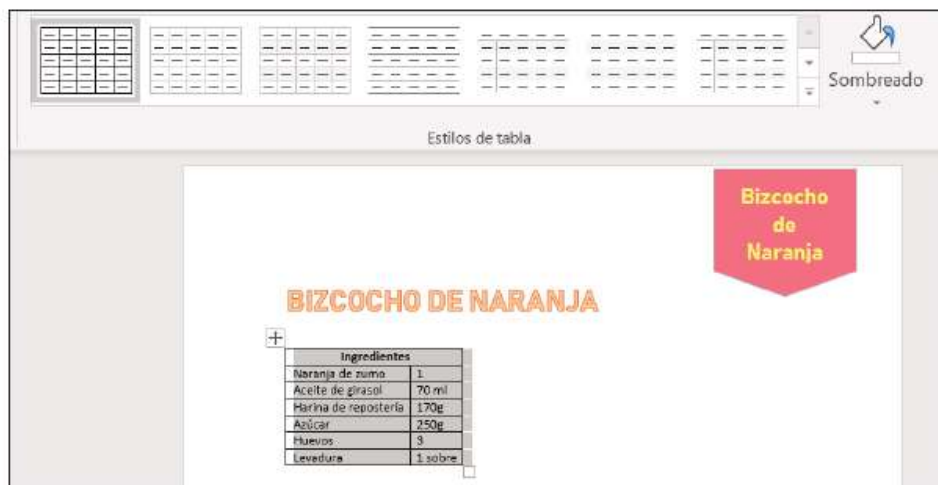 Sombreado
Estilos de tabla
Bizcocho
de
Naranja
BIZCOCHO DE NARANJA
Ingredientes
Naranja de zumo 1
Aceite de girasol 70 ml
Harina de repostería 170g
Azúcar 250g
Huevos 3
Levadura 1 sobre